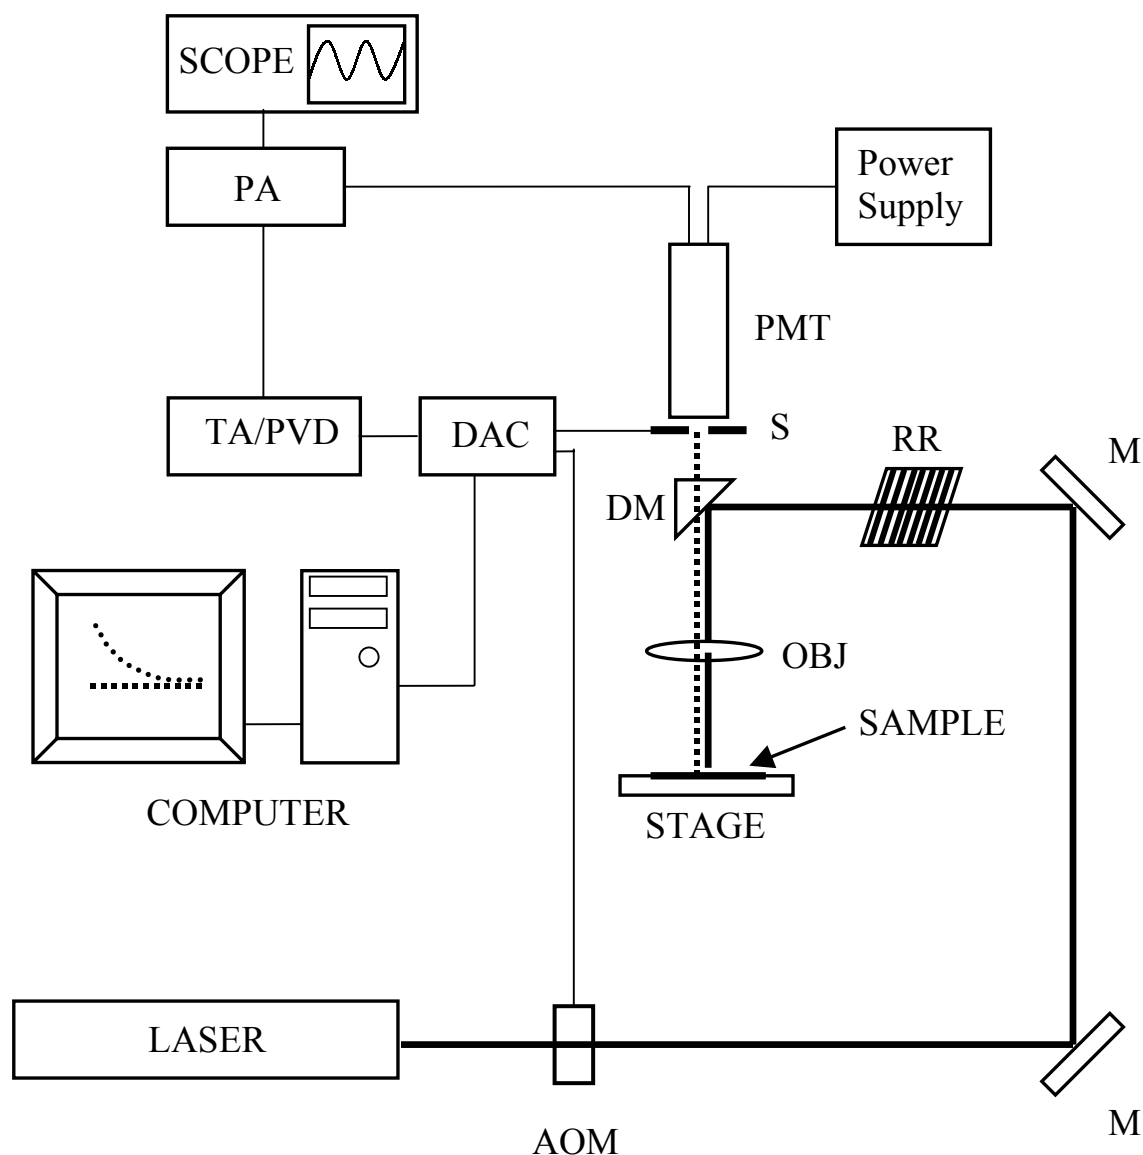 SCOPE
PA
Power
Supply
PMT
TA/PVD
DAC
S
RR
M
DM
OBJ
SAMPLE
COMPUTER
STAGE
LASER
AOM
M